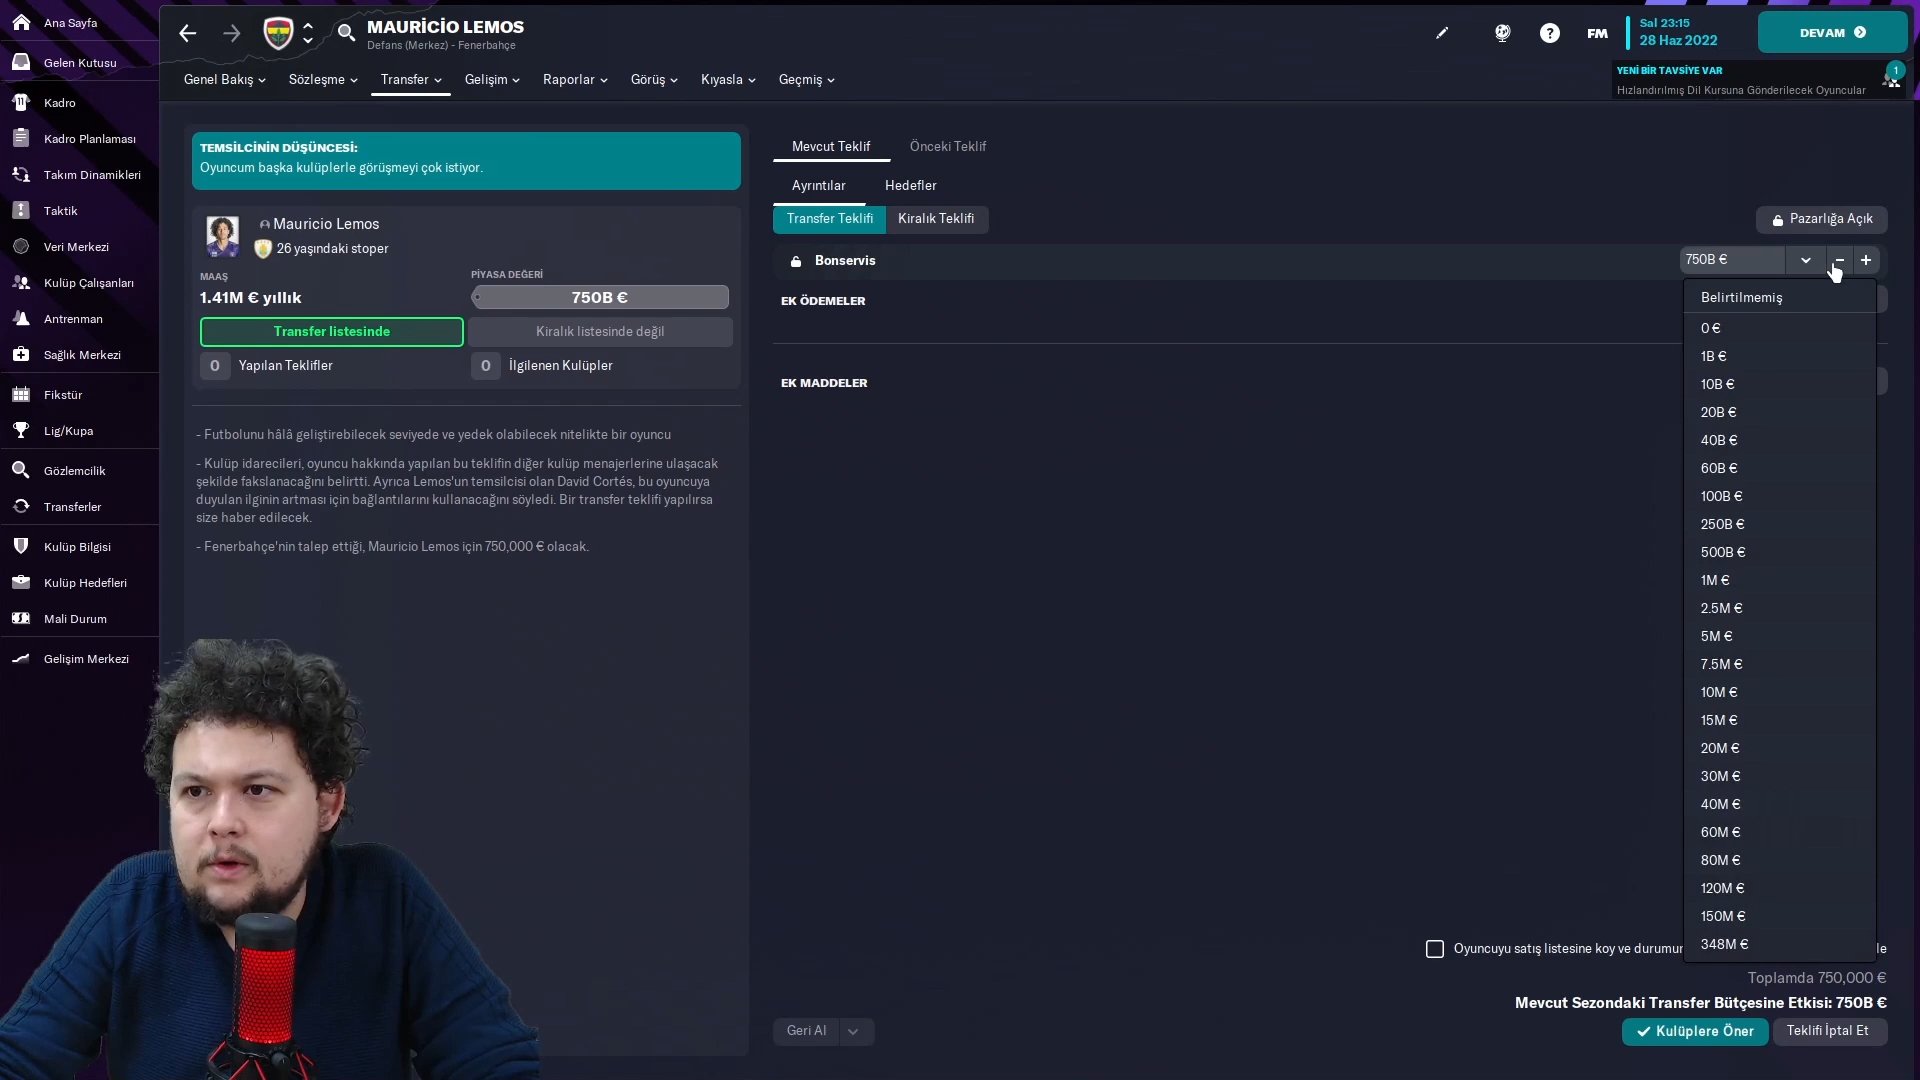 Ana Sayfa
Gelen Kutusu
Kadro
Kadro Planlaması
Takım Dinamikleri
Taktik
Veri Merkezi
Kulüp Çalışanları
Antrenman
Sağlık Merkezi
Fikstür
Lig/Kupa
Gözlemcilik
Transferler
Kulüp Bilgisi
Kulüp Hedefleri
Mali Durum
Gelişim Merkezi
MAURİCİO LEMOS
Defans (Merkez) - Fenerbahçe
FM
Sal 23:15
28 Haz 2022
DEVAM
Genel Bakış
Sözleşme
Transfer
Gelişim
Raporlar
Görüş
Kıyasla
Geçmiş
YENİ BİR TAVSİYE VAR
1
Hızlandırılmış Dil Kursuna Gönderilecek Oyuncular
TEMSİLCİNİN DÜŞÜNCESİ:
Oyuncum başka kulüplerle görüşmeyi çok istiyor.
Mauricio Lemos
26 yaşındaki stoper
MAAŞ
1.41M € yıllık
PİYASA DEĞERİ
750B €
Transfer listesinde
Kiralık listesinde değil
0 Yapılan Teklifler
0 İlgilenen Kulüpler
- Futbolunu hâlâ geliştirebilecek seviyede ve yedek olabilecek nitelikte bir oyuncu
- Kulüp idarecileri, oyuncu hakkında yapılan bu teklifin diğer kulüp menajerlerine ulaşacak
şekilde fakslanacağını belirtti. Ayrıca Lemos'un temsilcisi olan David Cortés, bu oyuncuya
duyulan ilginin artması için bağlantılarını kullanacağını söyledi. Bir transfer teklifi yapılırsa
size haber edilecek.
- Fenerbahçe'nin talep ettiği, Mauricio Lemos için 750,000 € olacak.
Mevcut Teklif
Önceki Teklif
Ayrıntılar
Hedefler
Transfer Teklifi
Kiralık Teklifi
Pazarlığa Açık
Bonservis
750B €
EK ÖDEMELER
EK MADDELER
Belirtilmemiş
0 €
1B €
10B €
20B €
40B €
60B €
100B €
250B €
500B €
1M €
2.5M €
5M €
7.5M €
10M €
15M €
20M €
30M €
40M €
60M €
80M €
120M €
150M €
348M €
Oyuncuyu satış listesine koy ve durumun le
Toplamda 750,000 €
Mevcut Sezondaki Transfer Bütçesine Etkisi: 750B €
Geri Al
Kulüplere Öner
Teklifi İptal Et